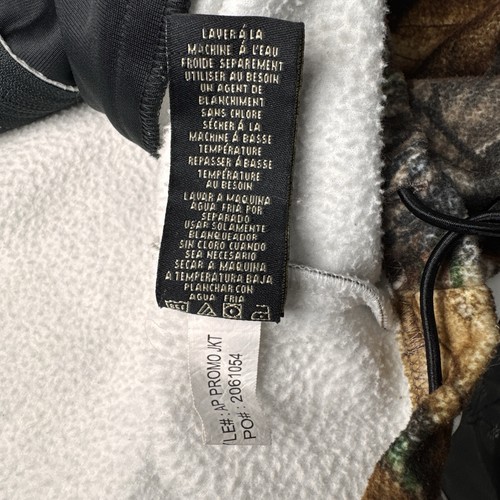 LAVER Á LA
MACHINE A L'EAU
FROIDE SEPAREMENT
UTILISER AU BESOIN
UN AGENT DE
BLANCHIMENT
SANS CHLORE
SÉCHER Á LA
MACHINE A BASSE
TEMPÉRATURE
REPASSER Á BASSE
TEMPÉRATURE
AU BESOIN
LAVAR A MAQUINA
AGUA FRIA POR
SEPARADO
USAR SOLAMENTE
BLANQUEADOR
SIN CLORO CUANDO
SEA NECESARIO
SECAR A MAQUINA
A TEMPERATURA BAJA
PLANCHAR CON
AGUA FRIA
YLE#: AP PROMO JKT
PO#: 2061054